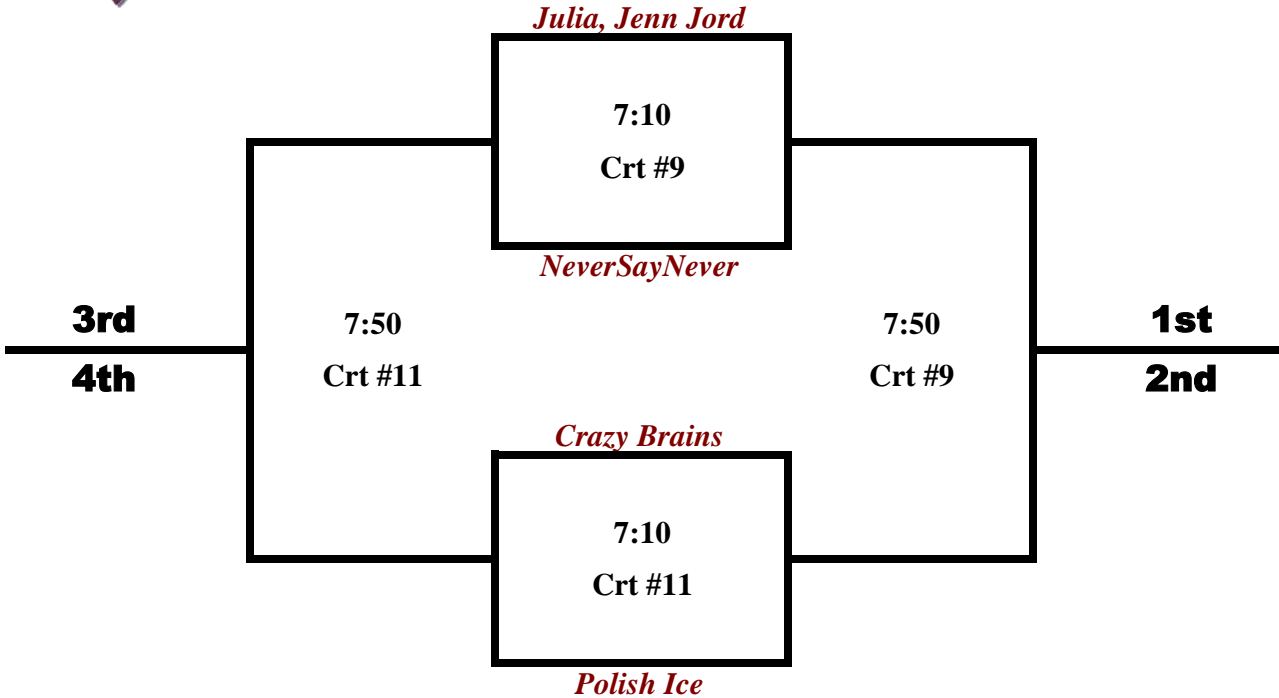 Julia, Jenn Jord
7:10
Crt #9
NeverSayNever
3rd
4th
7:50
Crt #11
7:50
Crt #9
1st
2nd
Crazy Brains
7:10
Crt #11
Polish Ice